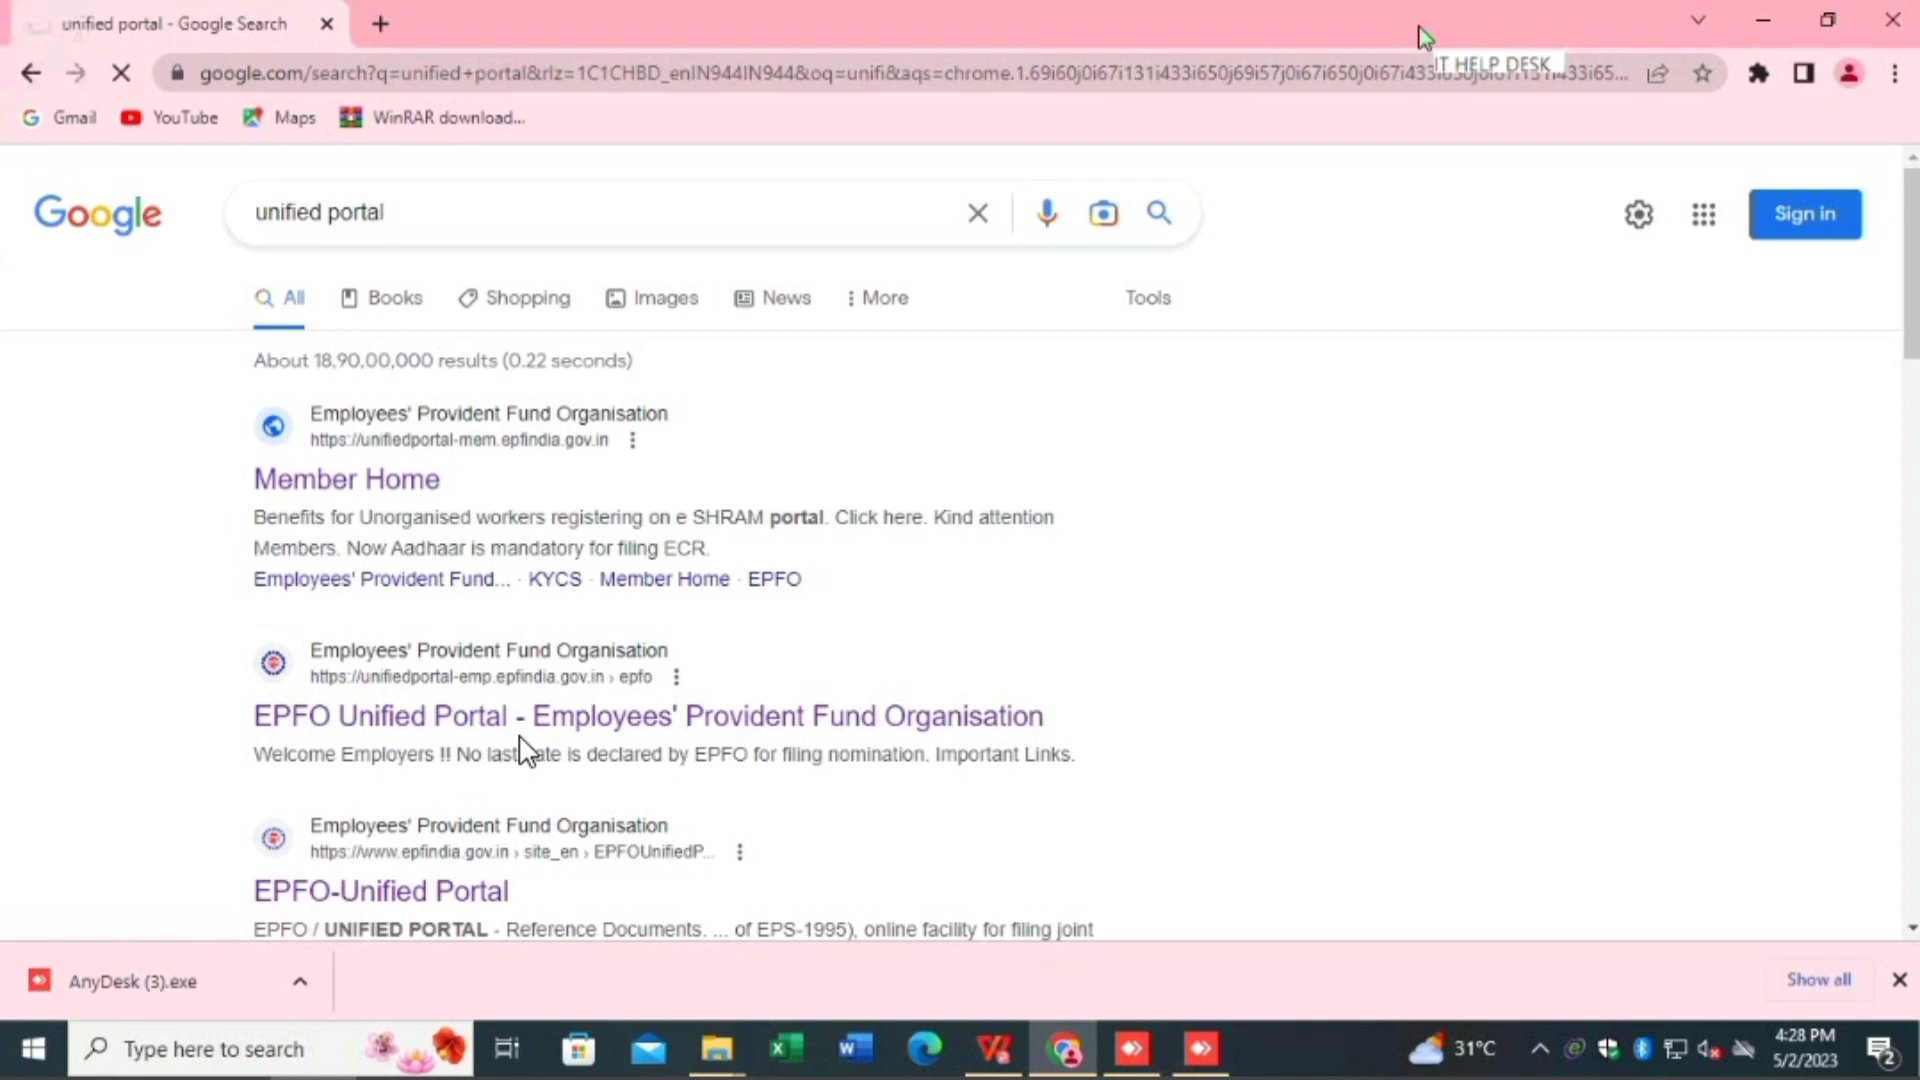 unified portal - Google Search
google.com/search?q=unified+portal&rlz=1C1CHBD_enIN944IN944&oq=unifi&aqs=chrome.1.69i60j0i67i131i433i650j69i57j0i67i650j0i67i433i650j0i67i131i433i65...
IT HELP DESK
Gmail
YouTube
Maps
WinRAR download...
Google
unified portal
Sign in
All
Books
Shopping
Images
News
More
Tools
About 18,90,00,000 results (0.22 seconds)
Employees' Provident Fund Organisation
https://unifiedportal-mem.epfindia.gov.in
Member Home
Benefits for Unorganised workers registering on e SHRAM portal. Click here. Kind attention
Members. Now Aadhaar is mandatory for filing ECR.
Employees' Provident Fund... · KYCS · Member Home · EPFO
Employees' Provident Fund Organisation
https://unifiedportal-emp.epfindia.gov.in › epfo
EPFO Unified Portal - Employees' Provident Fund Organisation
Welcome Employers !! No last date is declared by EPFO for filing nomination. Important Links.
Employees' Provident Fund Organisation
https://www.epfindia.gov.in › site_en › EPFOUnifiedP...
EPFO-Unified Portal
EPFO / UNIFIED PORTAL - Reference Documents. ... of EPS-1995), online facility for filing joint
AnyDesk (3).exe
Show all
Type here to search
31°C
4:28 PM
5/2/2023
2